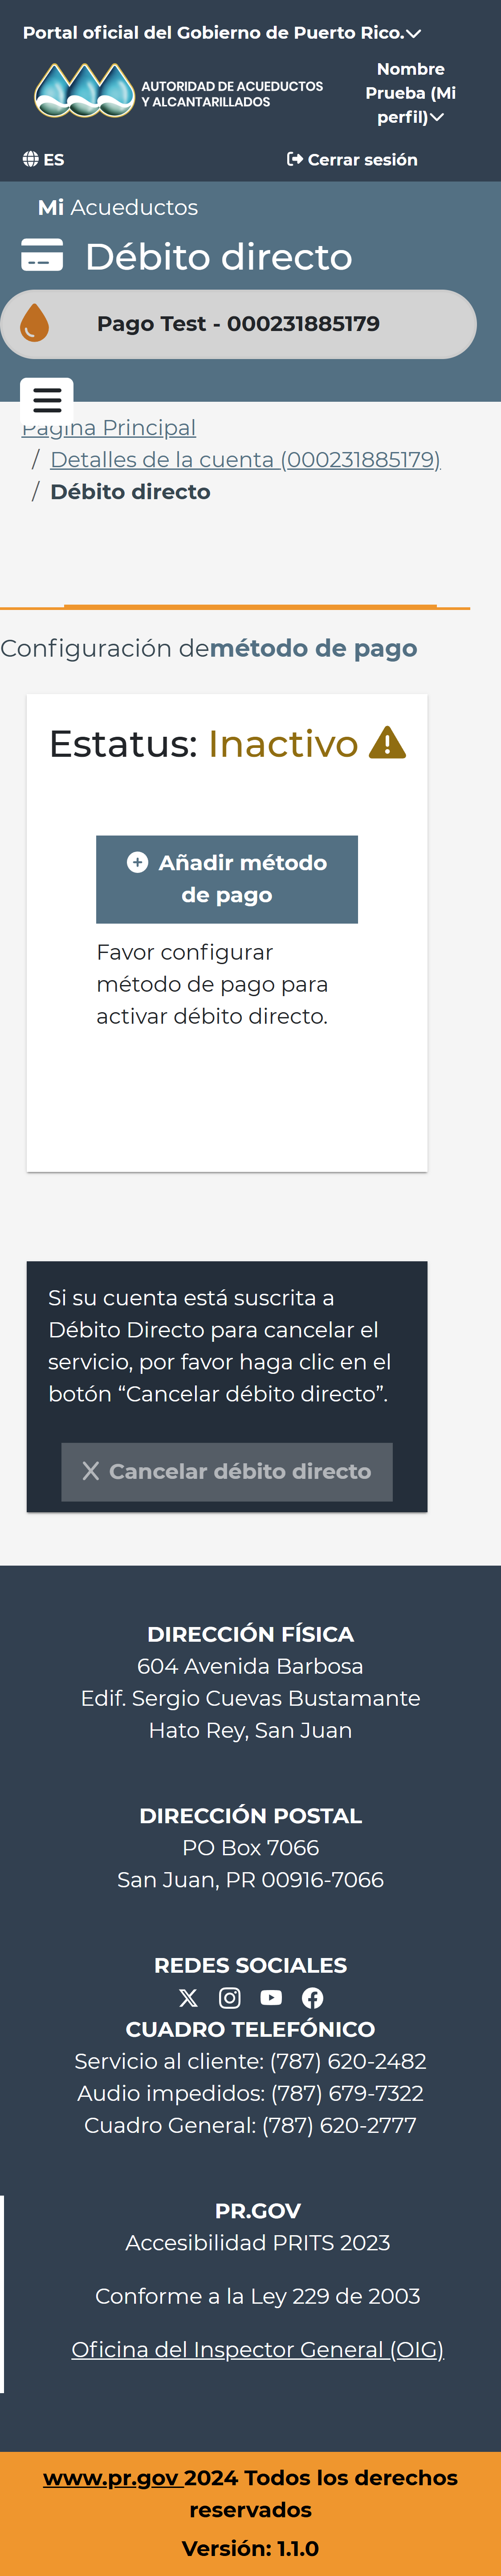 Portal oficial del Gobierno de Puerto Rico.
AUTORIDAD DE ACUEDUCTOS
Y ALCANTARILLADOS
Nombre
Prueba (Mi
perfil)
ES
Cerrar sesión
Mi Acueductos
Débito directo
Pago Test - 000231885179
Página Principal
/ Detalles de la cuenta (000231885179)
/ Débito directo
Configuración demétodo de pago
Estatus: Inactivo
Añadir método
de pago
Favor configurar
método de pago para
activar débito directo.
Si su cuenta está suscrita a
Débito Directo para cancelar el
servicio, por favor haga clic en el
botón “Cancelar débito directo”.
Cancelar débito directo
DIRECCIÓN FÍSICA
604 Avenida Barbosa
Edif. Sergio Cuevas Bustamante
Hato Rey, San Juan
DIRECCIÓN POSTAL
PO Box 7066
San Juan, PR 00916-7066
REDES SOCIALES
CUADRO TELEFÓNICO
Servicio al cliente: (787) 620-2482
Audio impedidos: (787) 679-7322
Cuadro General: (787) 620-2777
PR.GOV
Accesibilidad PRITS 2023
Conforme a la Ley 229 de 2003
Oficina del Inspector General (OIG)
www.pr.gov 2024 Todos los derechos
reservados
Versión: 1.1.0